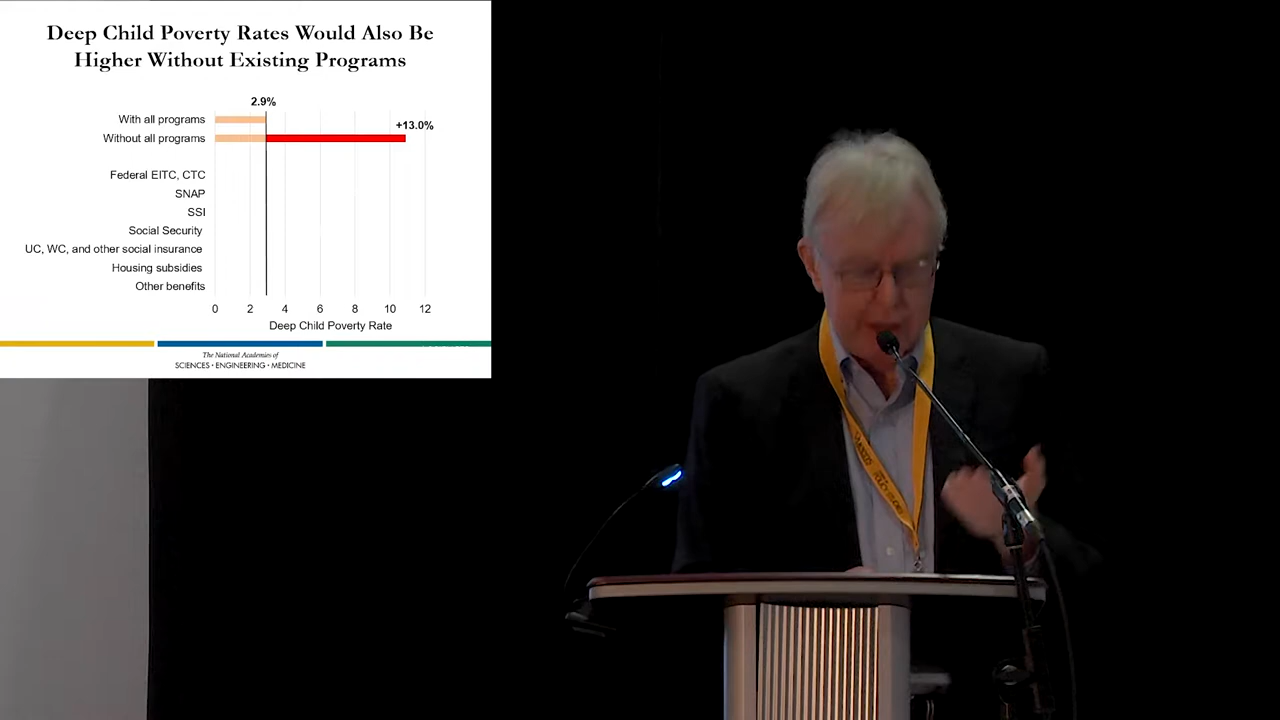 Deep Child Poverty Rates Would Also Be
Higher Without Existing Programs
2.9%
With all programs
+13.0%
Without all programs
Federal EITC, CTC
SNAP
SSI
Social Security
UC, WC, and other social insurance
Housing subsidies
Other benefits
0 2 4 6 8 10 12
Deep Child Poverty Rate
The National Academies of
SCIENCES · ENGINEERING · MEDICINE
POLICY STUDIES